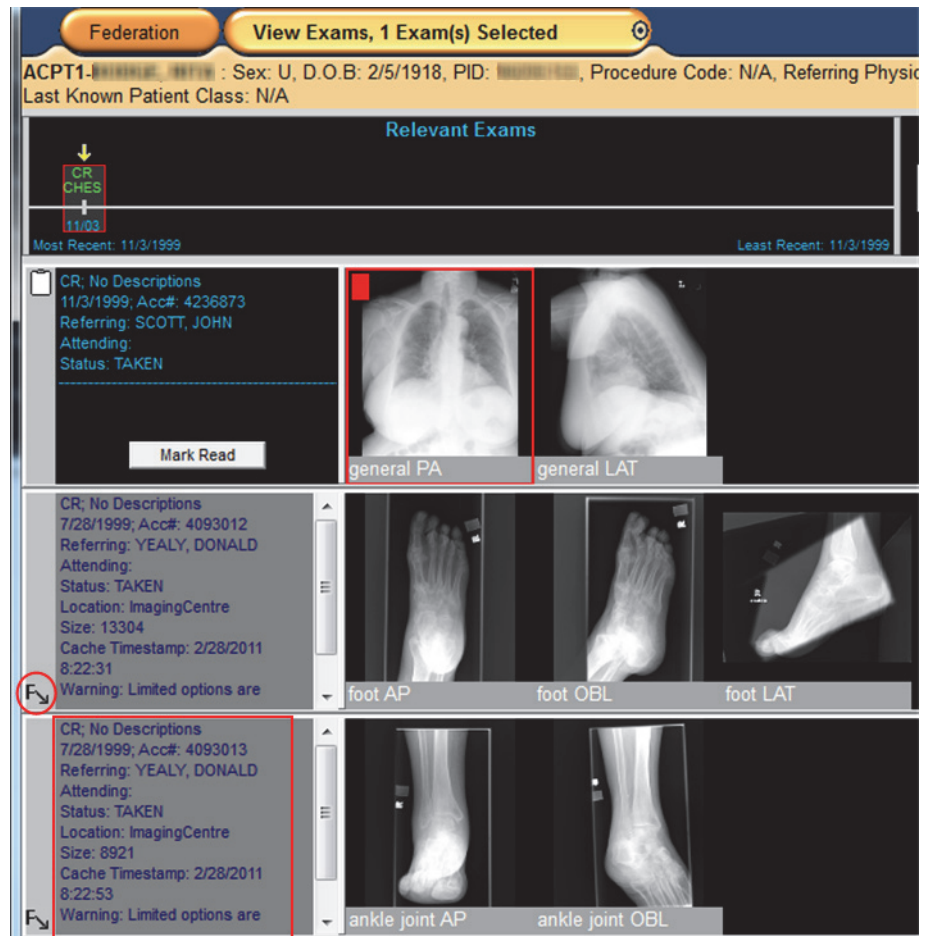 Federation
View Exams, 1 Exam(s) Selected
ACPT1- : Sex: U, D.O.B: 2/5/1918, PID: , Procedure Code: N/A, Referring Physic
Last Known Patient Class: N/A
Relevant Exams
CR
CHES
11/03
Most Recent: 11/3/1999
Least Recent: 11/3/1999
CR; No Descriptions
11/3/1999; Acc#: 4236873
Referring: SCOTT, JOHN
Attending:
Status: TAKEN
Mark Read
general PA
general LAT
CR; No Descriptions
7/28/1999; Acc#: 4093012
Referring: YEALY, DONALD
Attending:
Status: TAKEN
Location: ImagingCentre
Size: 13304
Cache Timestamp: 2/28/2011
8:22:31
Warning: Limited options are
F
foot AP
foot OBL
foot LAT
CR; No Descriptions
7/28/1999; Acc#: 4093013
Referring: YEALY, DONALD
Attending:
Status: TAKEN
Location: ImagingCentre
Size: 8921
Cache Timestamp: 2/28/2011
8:22:53
Warning: Limited options are
F
ankle joint AP
ankle joint OBL